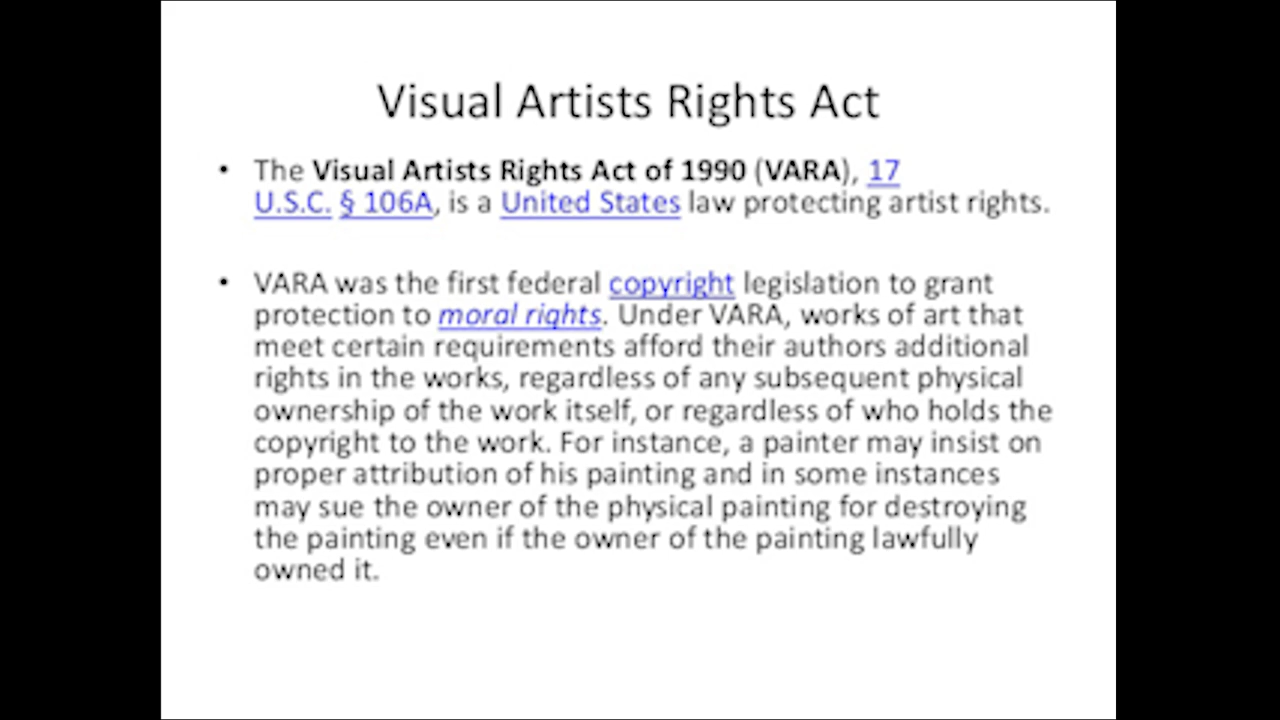 Visual Artists Rights Act
• The Visual Artists Rights Act of 1990 (VARA), 17
U.S.C. § 106A, is a United States law protecting artist rights.
• VARA was the first federal copyright legislation to grant
protection to moral rights. Under VARA, works of art that
meet certain requirements afford their authors additional
rights in the works, regardless of any subsequent physical
ownership of the work itself, or regardless of who holds the
copyright to the work. For instance, a painter may insist on
proper attribution of his painting and in some instances
may sue the owner of the physical painting for destroying
the painting even if the owner of the painting lawfully
owned it.